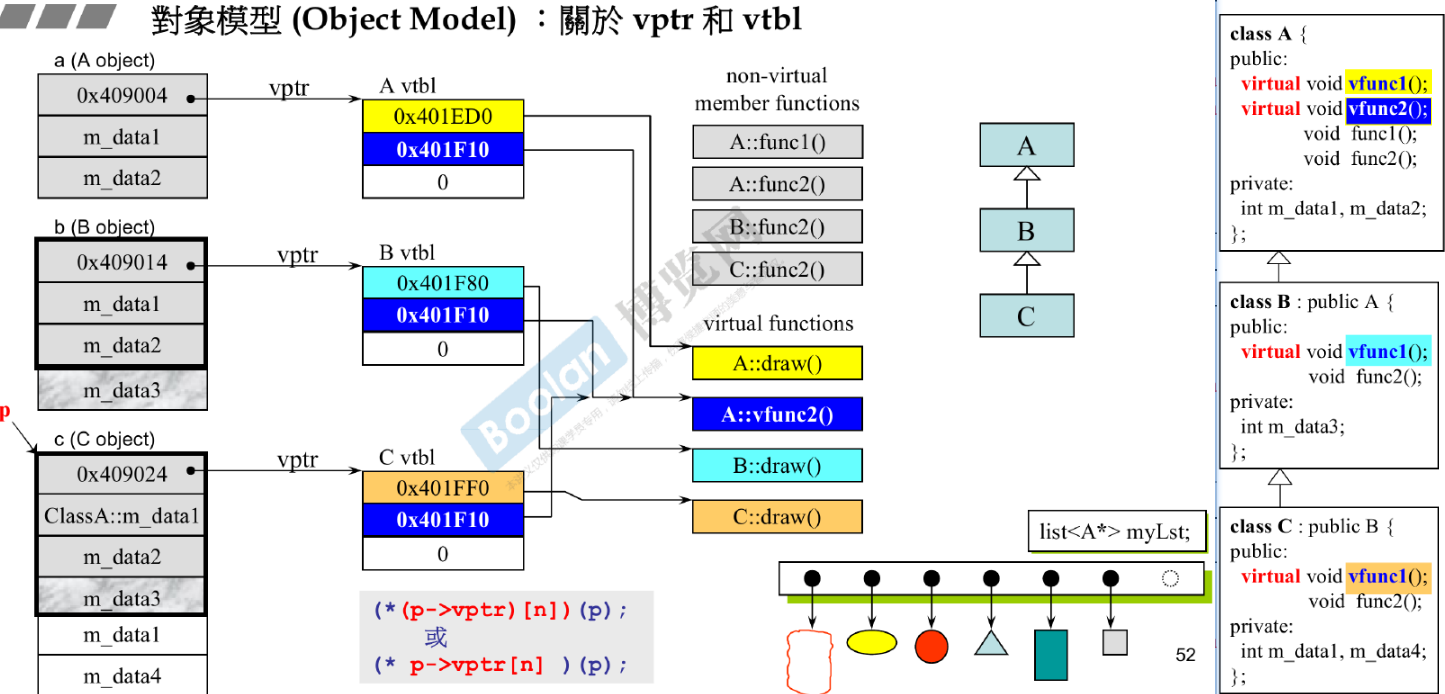 對象模型 (Object Model) ：關於 vptr 和 vtbl
a (A object)
0x409004
m_data1
m_data2
vptr
A vtbl
0x401ED0
0x401F10
0
b (B object)
0x409014
m_data1
m_data2
m_data3
vptr
B vtbl
0x401F80
0x401F10
0
p
c (C object)
0x409024
ClassA::m_data1
m_data2
m_data3
m_data1
m_data4
vptr
C vtbl
0x401FF0
0x401F10
0
(*(p->vptr)[n])(p);
或
(* p->vptr[n] )(p);
non-virtual
member functions
A::func1()
A::func2()
B::func2()
C::func2()
virtual functions
A::draw()
A::vfunc2()
B::draw()
C::draw()
Boolan 博览网
A
B
C
list<A*> myLst;
52
class A {
public:
virtual void vfunc1();
virtual void vfunc2();
void func1();
void func2();
private:
int m_data1, m_data2;
};
class B : public A {
public:
virtual void vfunc1();
void func2();
private:
int m_data3;
};
class C : public B {
public:
virtual void vfunc1();
void func2();
private:
int m_data1, m_data4;
};